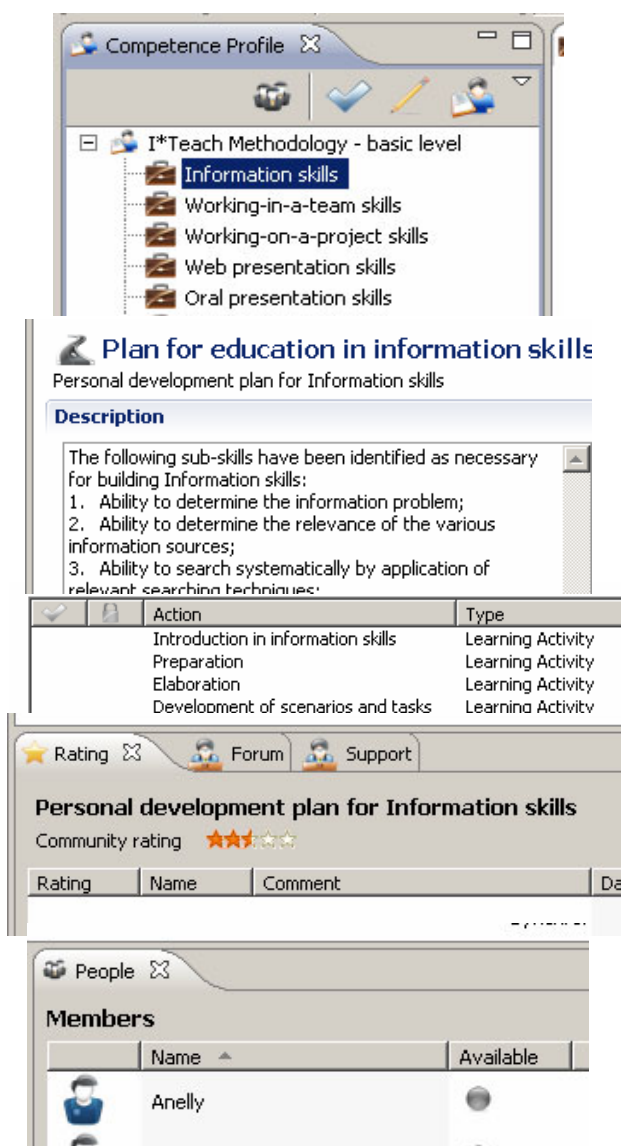 Competence Profile
I*Teach Methodology - basic level
Information skills
Working-in-a-team skills
Working-on-a-project skills
Web presentation skills
Oral presentation skills
Plan for education in information skills
Personal development plan for Information skills
Description
The following sub-skills have been identified as necessary
for building Information skills:
1. Ability to determine the information problem;
2. Ability to determine the relevance of the various
information sources;
3. Ability to search systematically by application of
relevant searching techniques;
Action Type
Introduction in information skills Learning Activity
Preparation Learning Activity
Elaboration Learning Activity
Development of scenarios and tasks Learning Activity
Rating Forum Support
Personal development plan for Information skills
Community rating
Rating Name Comment Da
People
Members
Name Available
Anelly